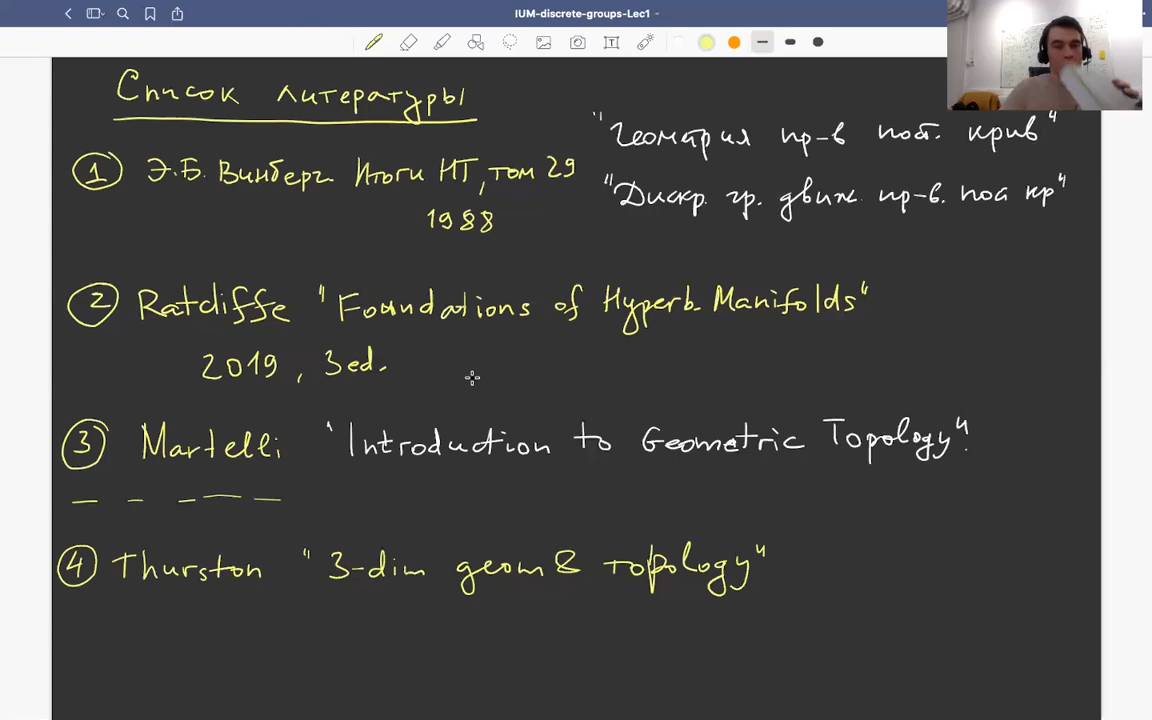 IUM-discrete-groups-Lec1
Список литературы
"Геометрия пр-в пост. крив"
① Э.Б. Винберг Итоги НТ, том 29
"Дискр. гр. движ. пр-в. пос кр"
1988
② Ratcliffe "Foundations of Hyperb. Manifolds"
2019, 3ed.
③ Martelli "Introduction to Geometric Topology"
④ Thurston "3-dim geom & topology"